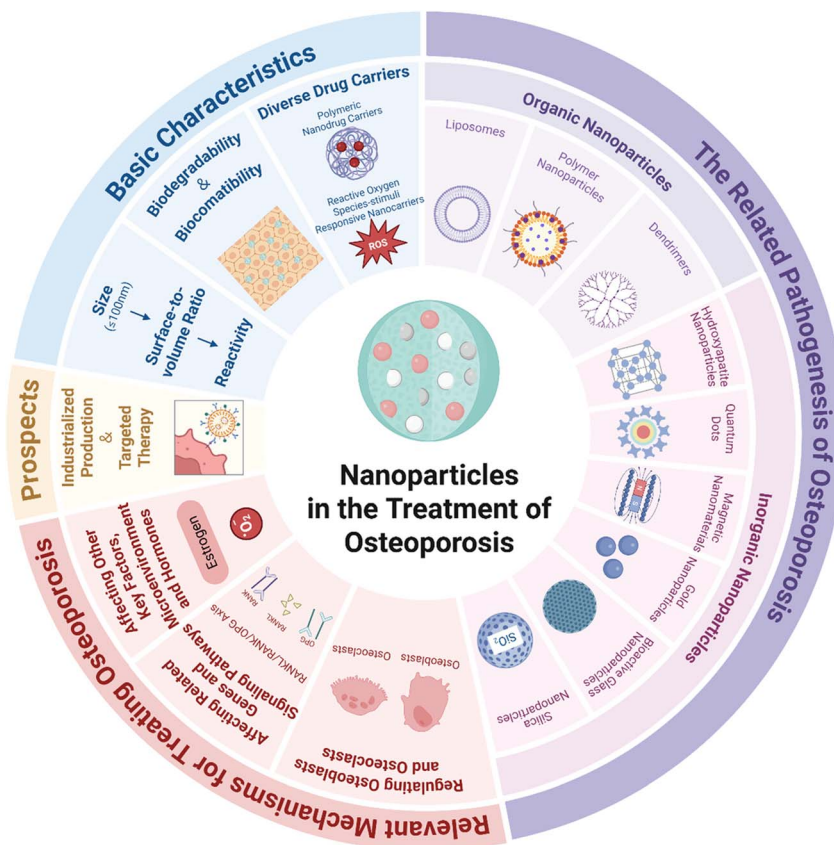 Nanoparticles
in the Treatment of
Osteoporosis
Basic Characteristics
Size
(≤100nm)
Surface-to-
volume Ratio
Reactivity
Biodegradability
&
Biocomatibility
Diverse Drug Carriers
Polymeric
Nanodrug Carriers
Reactive Oxygen
Species-stimuli
Responsive Nanocarriers
ROS
The Related Pathogenesis of Osteoporosis
Organic Nanoparticles
Liposomes
Polymer
Nanoparticles
Dendrimers
Inorganic Nanoparticles
Hydroxyapatite
Nanoparticles
Quantum
Dots
Magnetic
Nanomaterials
N
S
Gold
Nanoparticles
Bioactive Glass
Nanoparticles
Silica
Nanoparticles
SiO₂
Relevant Mechanisms for Treating Osteoporosis
Regulating Osteoblasts
and Osteoclasts
Osteoblasts
Osteoclasts
Affecting Related
Genes and
Signaling Pathways
RANKL/RANK/OPG AXIS
RANK
RANKL
OPG
Affecting Other
Key Factors,
Microenvironment
and Hormones
Estrogen
·O₂⁻
Prospects
Industrialized
Production
&
Targeted
Therapy